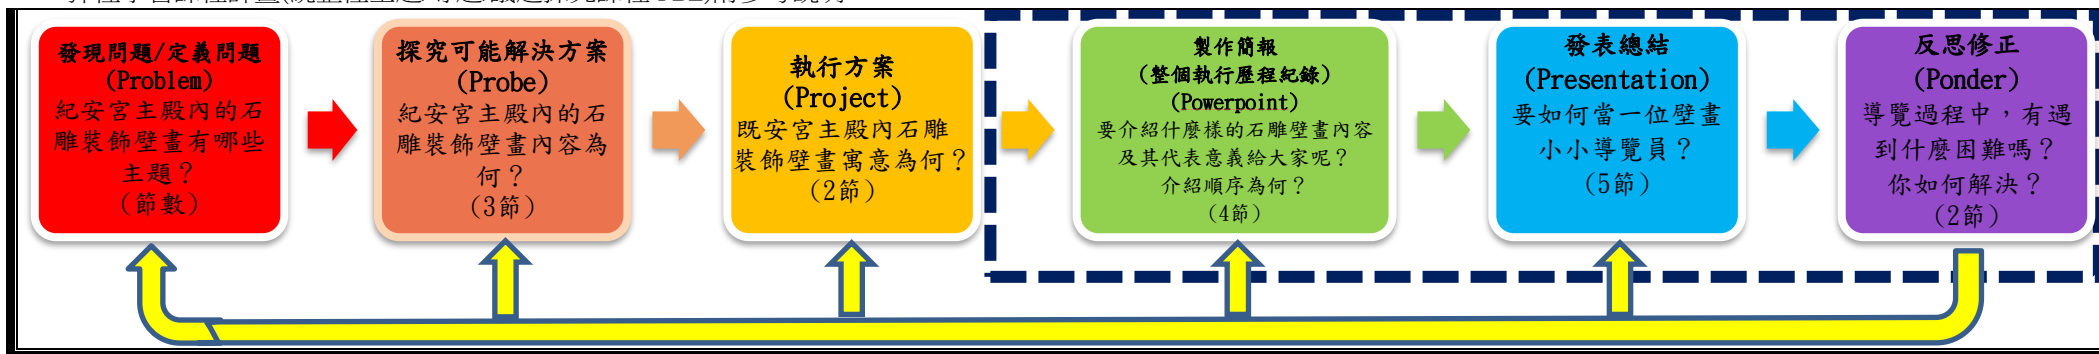 發現問題/定義問題
(Problem)
紀安宮主殿內的石
雕裝飾壁畫有哪些
主題？
(節數)
探究可能解決方案
(Probe)
紀安宮主殿內的石
雕裝飾壁畫內容為
何？
(3節)
執行方案
(Project)
既安宮主殿內石雕
裝飾壁畫寓意為何？
(2節)
製作簡報
(整個執行歷程紀錄)
(Powerpoint)
要介紹什麼樣的石雕壁畫內容
及其代表意義給大家呢？
介紹順序為何？
(4節)
發表總結
(Presentation)
要如何當一位壁畫
小小導覽員？
(5節)
反思修正
(Ponder)
導覽過程中，有遇
到什麼困難嗎？
你如何解決？
(2節)